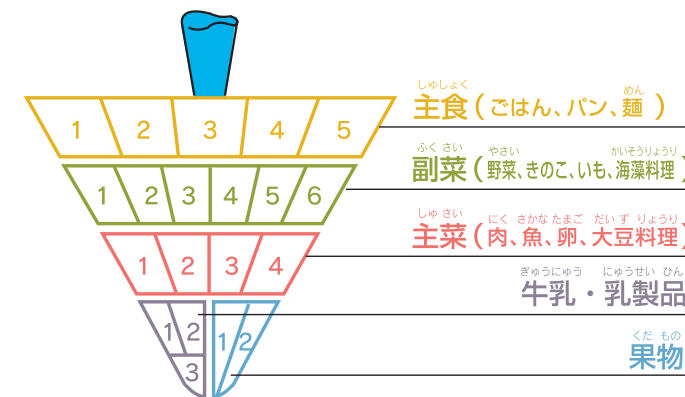 しゅしょく めん
1 2 3 4 5 主食(ごはん、パン、麺)
ふくさい やさい かいそうりょうり
1 2 3 4 5 6 副菜(野菜、きのこ、いも、海藻料理)
しゅさい にく さかな たまご だいずりょうり
1 2 3 4 主菜(肉、魚、卵、大豆料理)
ぎゅうにゅう にゅうせいひん
1 2 3 牛乳・乳製品
くだもの
1 2 果物